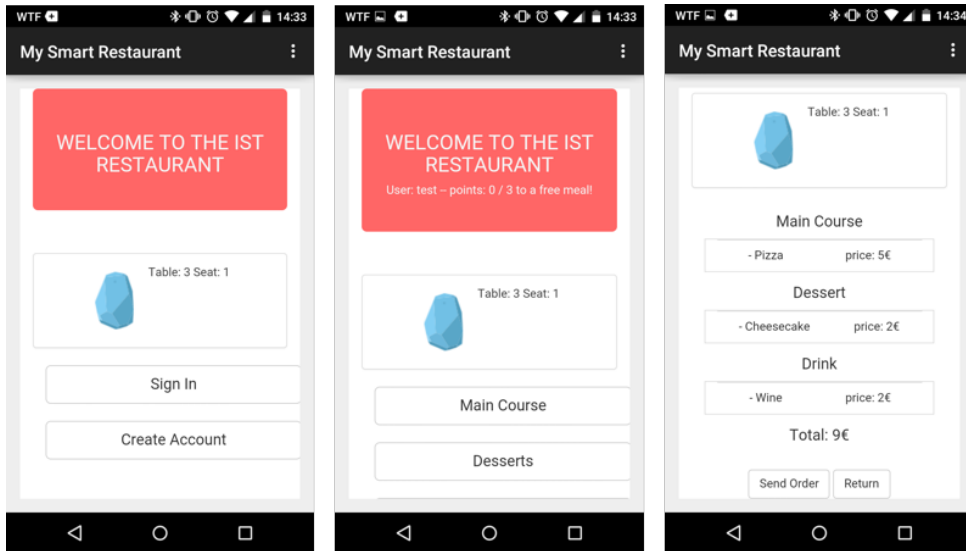 WTF 14:33
My Smart Restaurant
WELCOME TO THE IST
RESTAURANT
Table: 3 Seat: 1
Sign In
Create Account
WTF 14:33
My Smart Restaurant
WELCOME TO THE IST
RESTAURANT
User: test – points: 0 / 3 to a free meal!
Table: 3 Seat: 1
Main Course
Desserts
WTF 14:34
My Smart Restaurant
Table: 3 Seat: 1
Main Course
- Pizza price: 5€
Dessert
- Cheesecake price: 2€
Drink
- Wine price: 2€
Total: 9€
Send Order Return